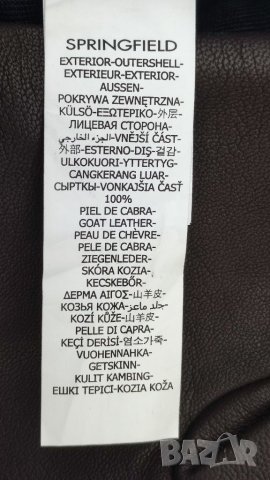 SPRINGFIELD
EXTERIOR-OUTERSHELL-
EXTERIEUR-EXTERIOR-
AUSSEN-
POKRYWA ZEWNĘTRZNA-
KÜLSÖ-ΕΞΩΤΕΡΙΚΟ-外层-
ЛИЦЕВАЯ СТОРОНА-
الجزء الخارجي-VNĚJŠÍ ČÁST-
外部-ESTERNO-DIŞ-겉감-
ULKOKUORI-YTTERTYG-
CANGKERANG LUAR-
СЫРТКЫ-VONKAJŠIA ČASŤ
100%
PIEL DE CABRA-
GOAT LEATHER-
PEAU DE CHÈVRE-
PELE DE CABRA-
ZIEGENLEDER-
SKÓRA KOZIA-
KECSKEBŐR-
ΔΕΡΜΑ ΑΙΓΟΣ-山羊皮-
КОЗЬЯ КОЖА-جلد ماعز-
KOZÍ KŮŽE-山羊皮-
PELLE DI CAPRA-
KEÇİ DERİSİ-염소가죽-
VUOHENNAHKA-
GETSKINN-
KULIT KAMBING-
ЕШКІ ТЕРІСІ-KOZIA KOŽA
BAZAR